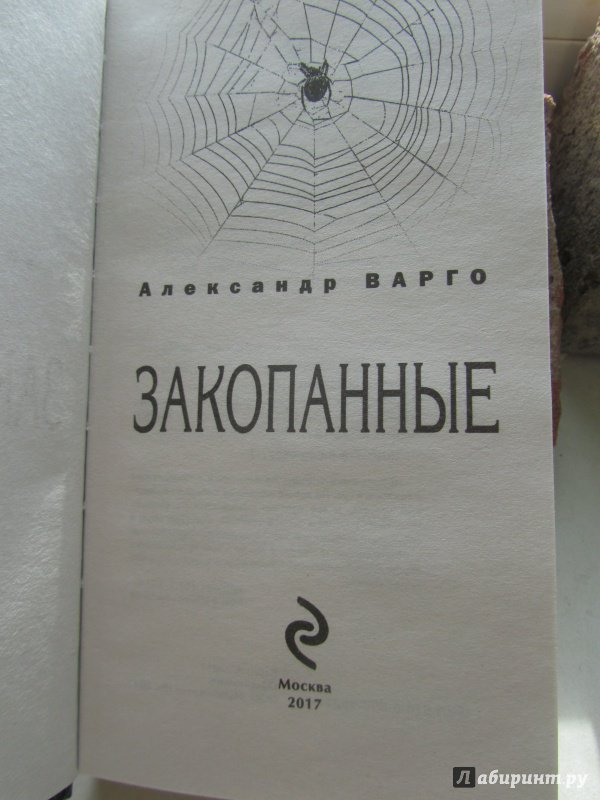 Александр ВАРГО
ЗАКОПАННЫЕ
Москва
2017
Лабиринт.ру